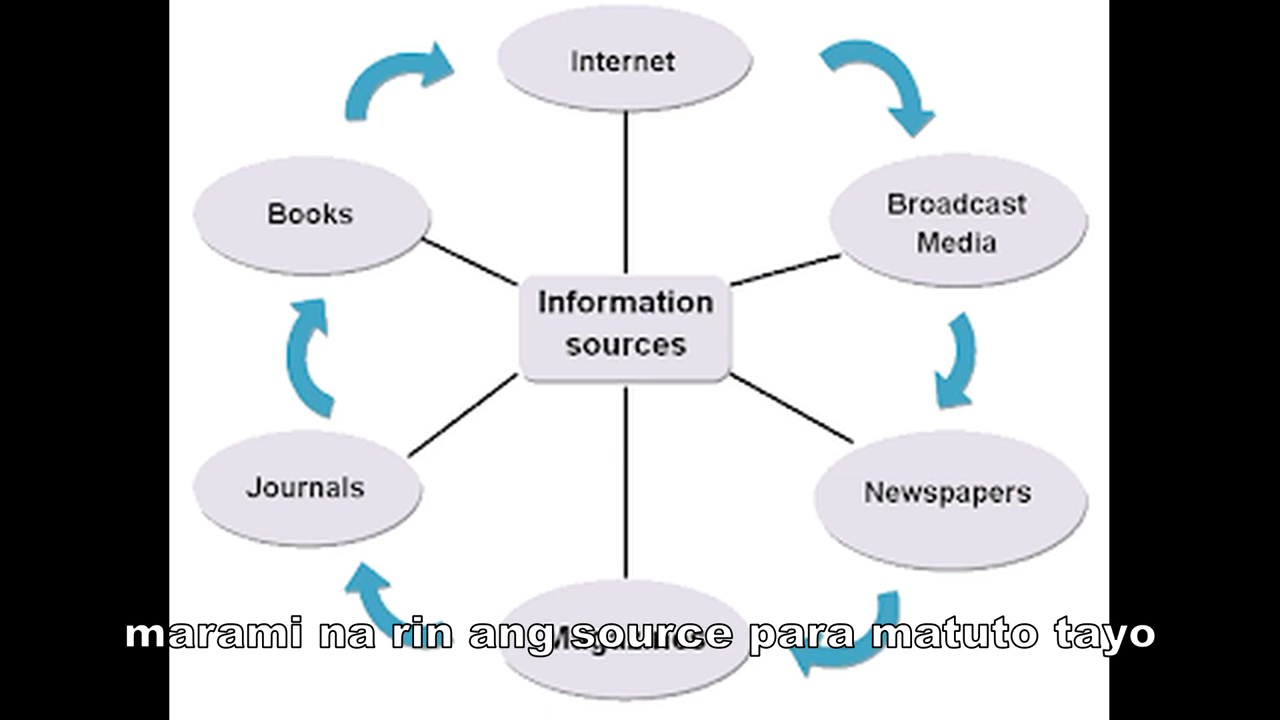 Internet
Broadcast
Media
Books
Information
sources
Journals
Newspapers
marami na rin ang source para matuto tayo